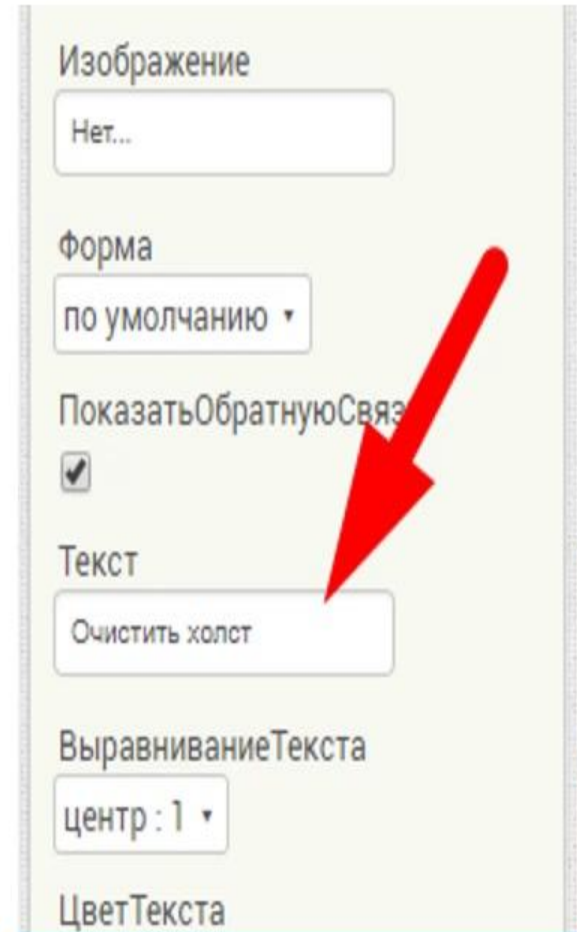 Изображение
Нет...
Форма
по умолчанию
ПоказатьОбратнуюСвяз
Текст
Очистить холст
ВыравниваниеТекста
центр : 1
ЦветТекста